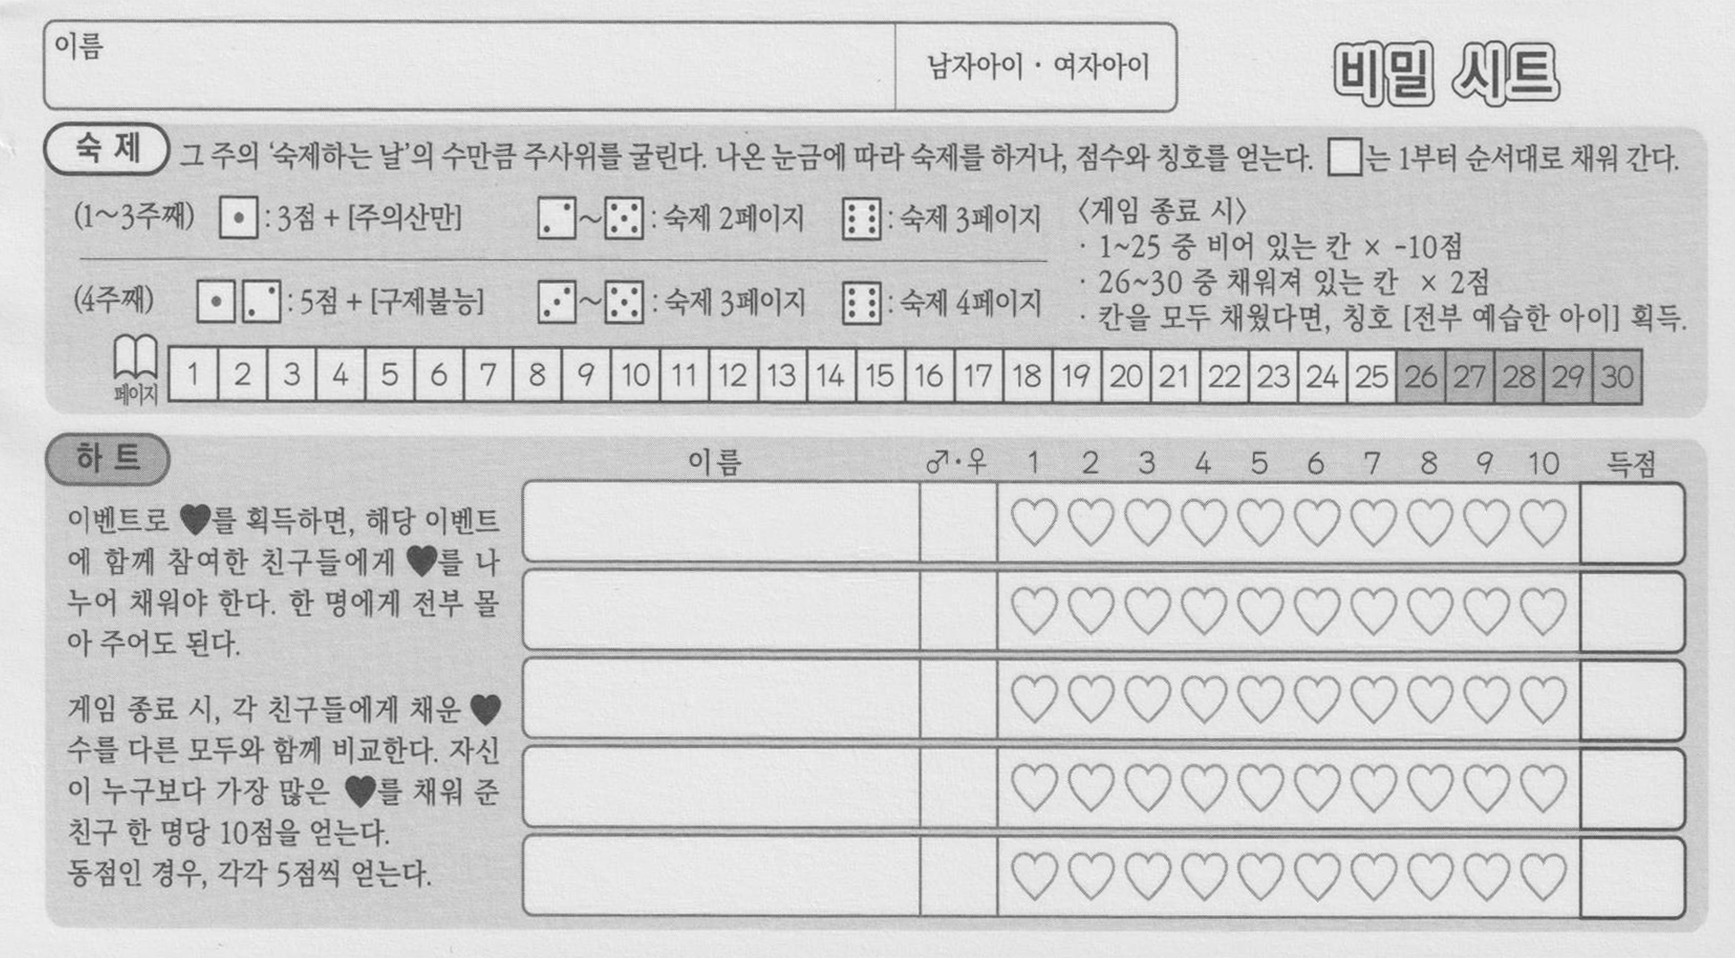 이름
남자아이 · 여자아이
비밀 시트
숙제
그 주의 ‘숙제하는 날’의 수만큼 주사위를 굴린다. 나온 눈금에 따라 숙제를 하거나, 점수와 칭호를 얻는다. □는 1부터 순서대로 채워 간다.
(1~3주째) ⚀ : 3점 + [주의산만] ⚁~⚄ : 숙제 2페이지 ⚅ : 숙제 3페이지
(4주째) ⚀ ⚁ : 5점 + [구제불능] ⚂~⚄ : 숙제 3페이지 ⚅ : 숙제 4페이지
〈게임 종료 시〉
· 1~25 중 비어 있는 칸 × -10점
· 26~30 중 채워져 있는 칸 × 2점
· 칸을 모두 채웠다면, 칭호 [전부 예습한 아이] 획득.
페이지
1 2 3 4 5 6 7 8 9 10 11 12 13 14 15 16 17 18 19 20 21 22 23 24 25 26 27 28 29 30
하트
이벤트로 ♥를 획득하면, 해당 이벤트
에 함께 참여한 친구들에게 ♥를 나
누어 채워야 한다. 한 명에게 전부 몰
아 주어도 된다.
게임 종료 시, 각 친구들에게 채운 ♥
수를 다른 모두와 함께 비교한다. 자신
이 누구보다 가장 많은 ♥를 채워 준
친구 한 명당 10점을 얻는다.
동점인 경우, 각각 5점씩 얻는다.
이름 ♂·♀ 1 2 3 4 5 6 7 8 9 10 득점